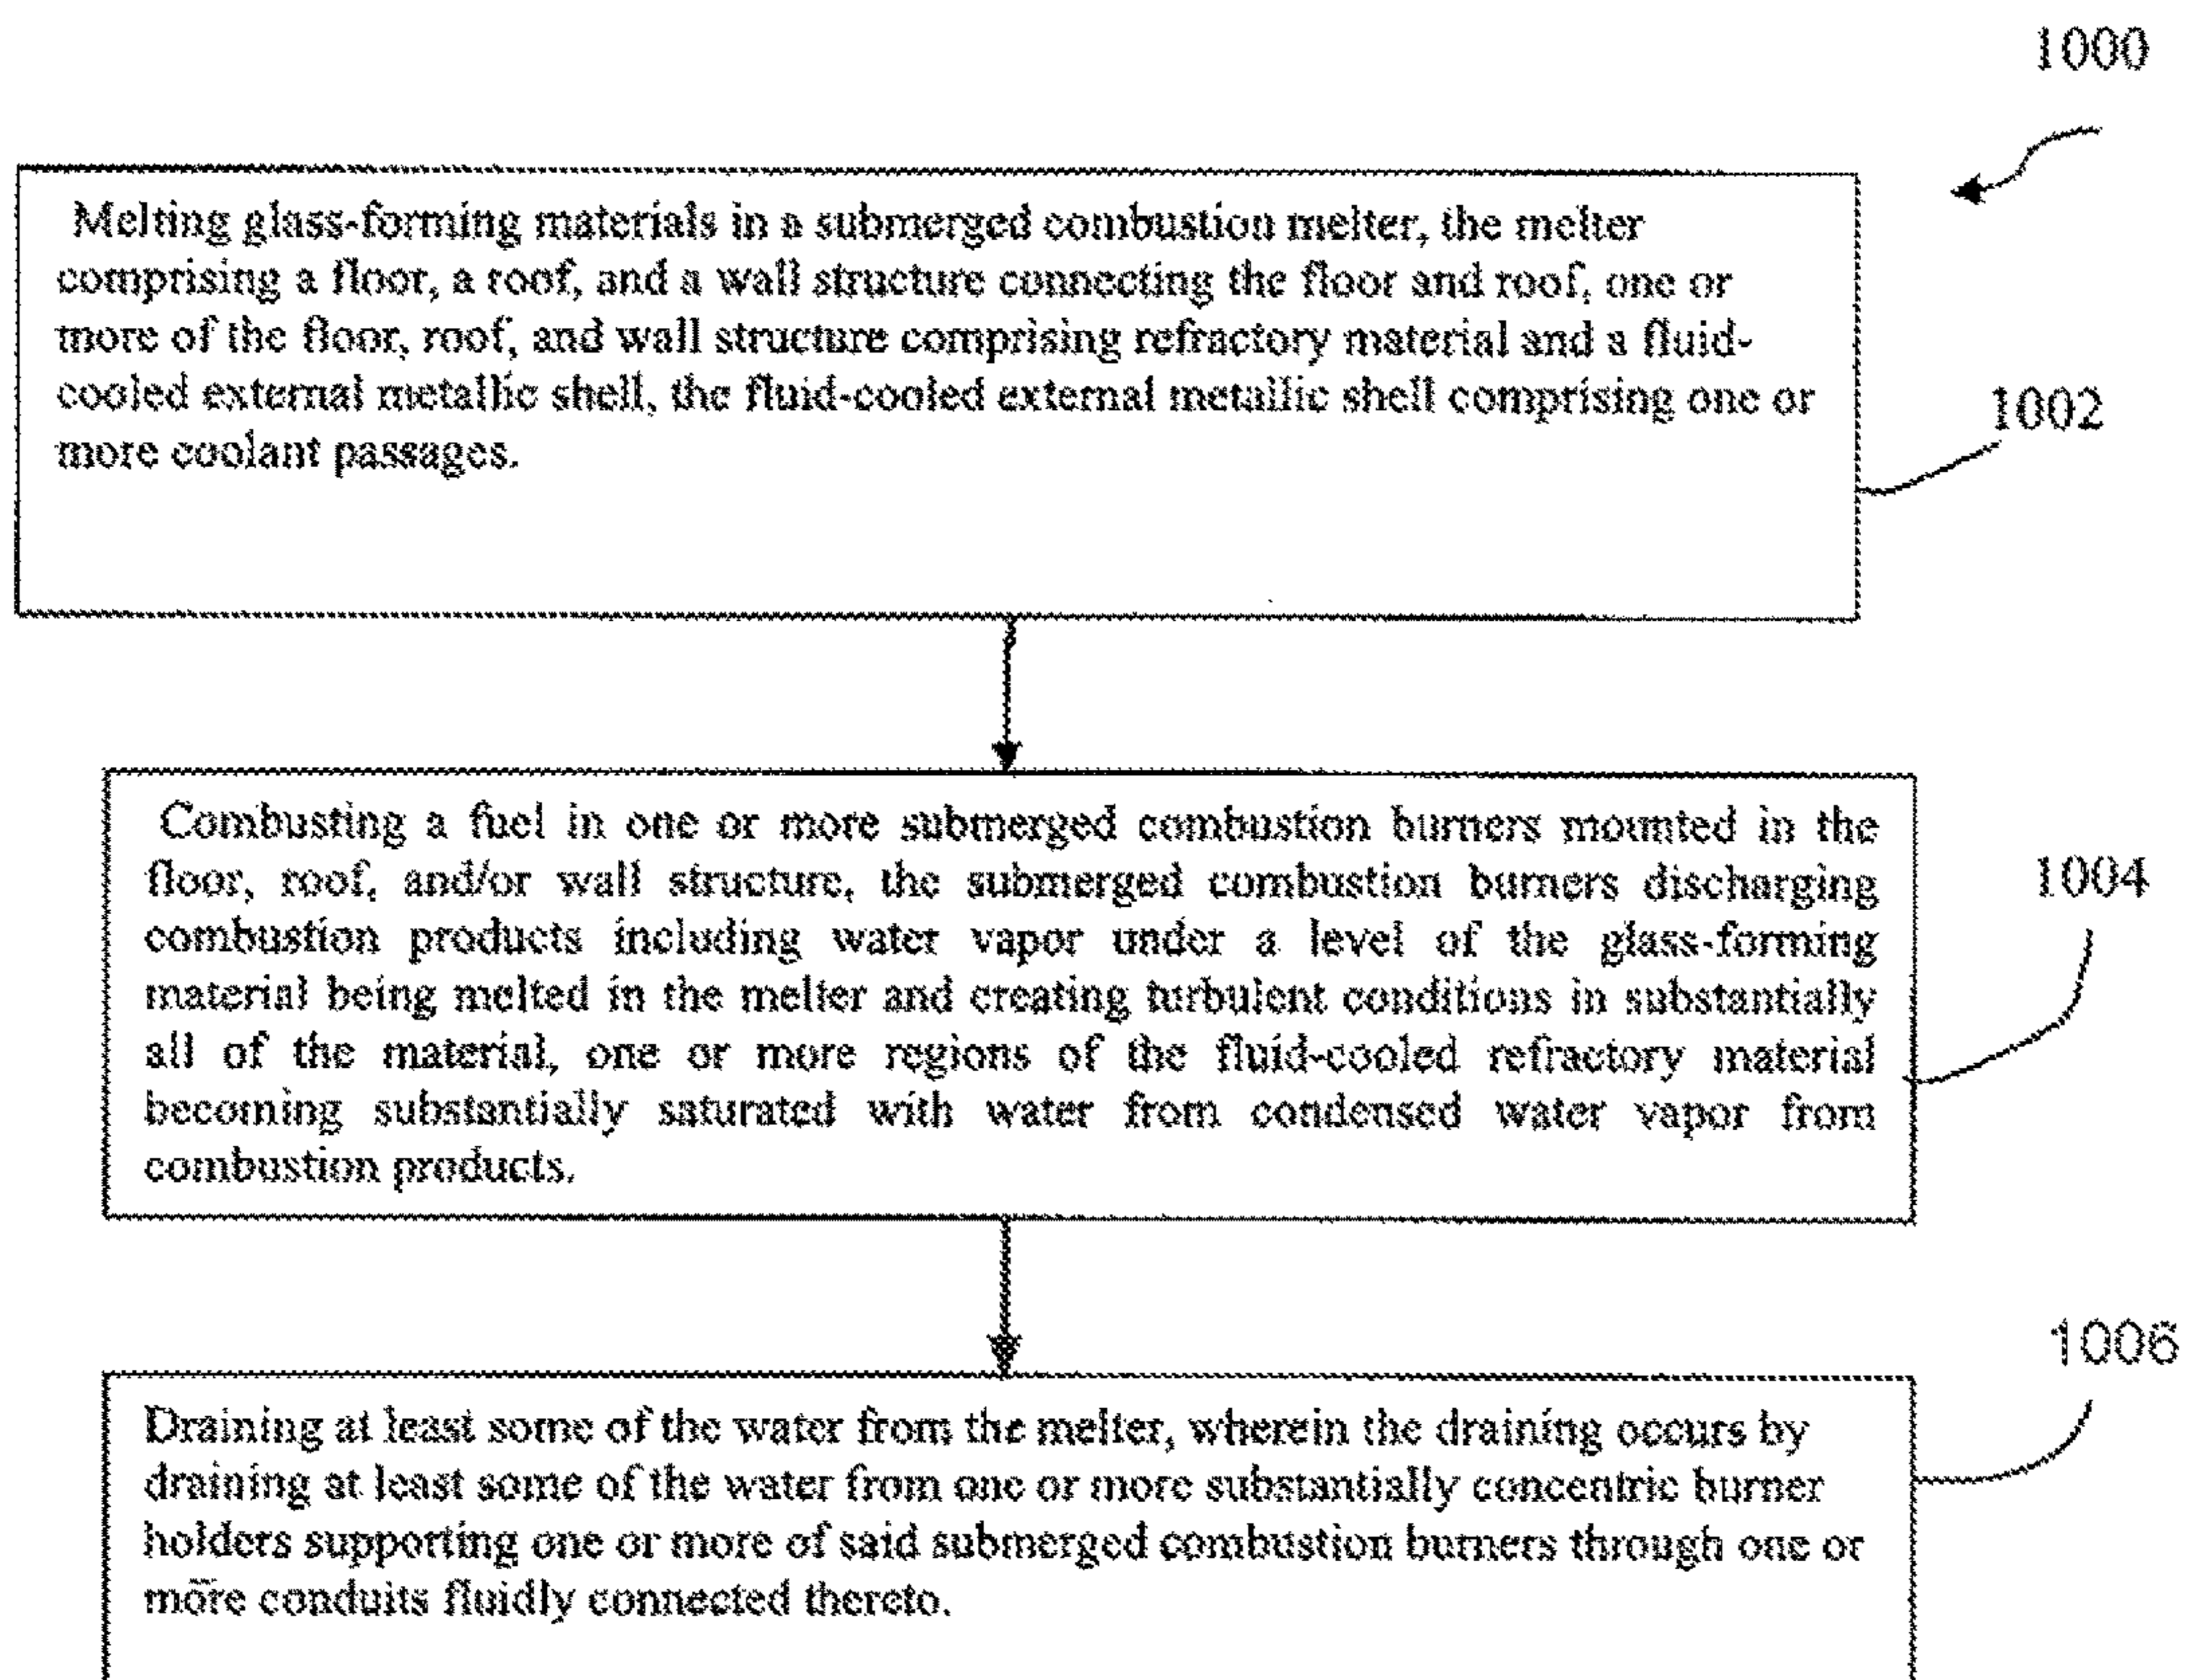 1000
Melting glass-forming materials in a submerged combustion melter, the melter
comprising a floor, a roof, and a wall structure connecting the floor and roof, one or
more of the floor, roof, and wall structure comprising refractory material and a fluid-
cooled external metallic shell, the fluid-cooled external metallic shell comprising one or
more coolant passages.
1002
Combusting a fuel in one or more submerged combustion burners mounted in the
floor, roof, and/or wall structure, the submerged combustion burners discharging
combustion products including water vapor under a level of the glass-forming
material being melted in the melter and creating turbulent conditions in substantially
all of the material, one or more regions of the fluid-cooled refractory material
becoming substantially saturated with water from condensed water vapor from
combustion products.
1004
Draining at least some of the water from the melter, wherein the draining occurs by
draining at least some of the water from one or more substantially concentric burner
holders supporting one or more of said submerged combustion burners through one or
more conduits fluidly connected thereto.
1006